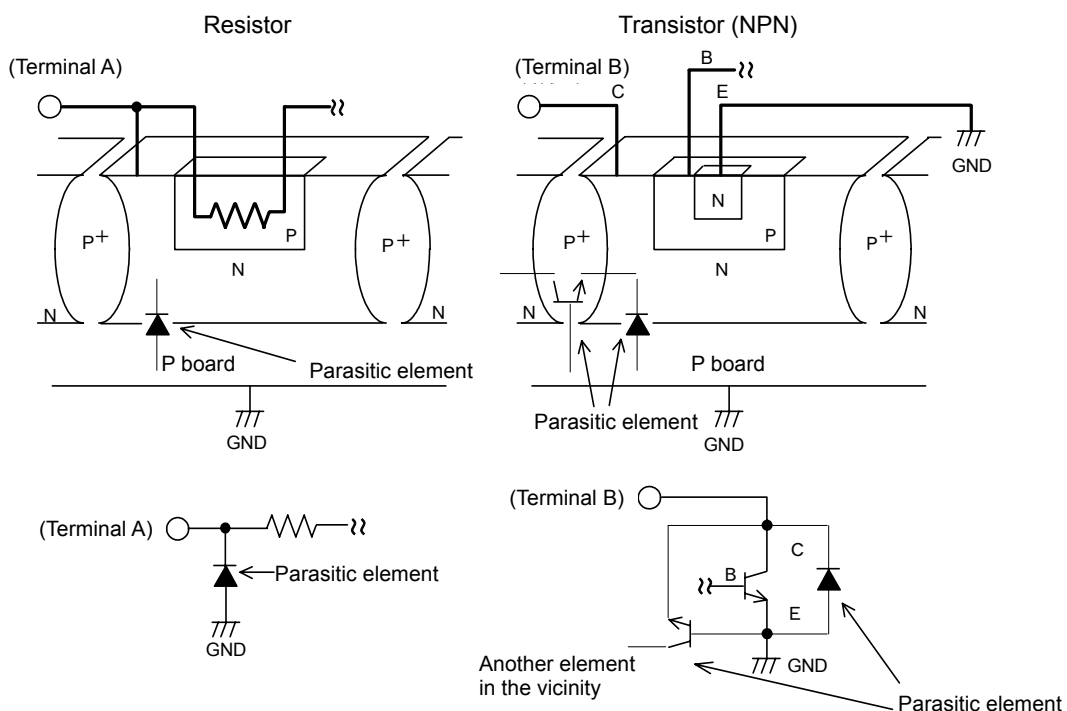 Resistor
(Terminal A)
P+
P+
P
N
N
N
P board
Parasitic element
GND
Transistor (NPN)
(Terminal B)
B
C
E
GND
N
P+
P+
P
N
N
N
P board
Parasitic element
GND
(Terminal A)
Parasitic element
GND
(Terminal B)
C
B
E
GND
Another element
in the vicinity
Parasitic element